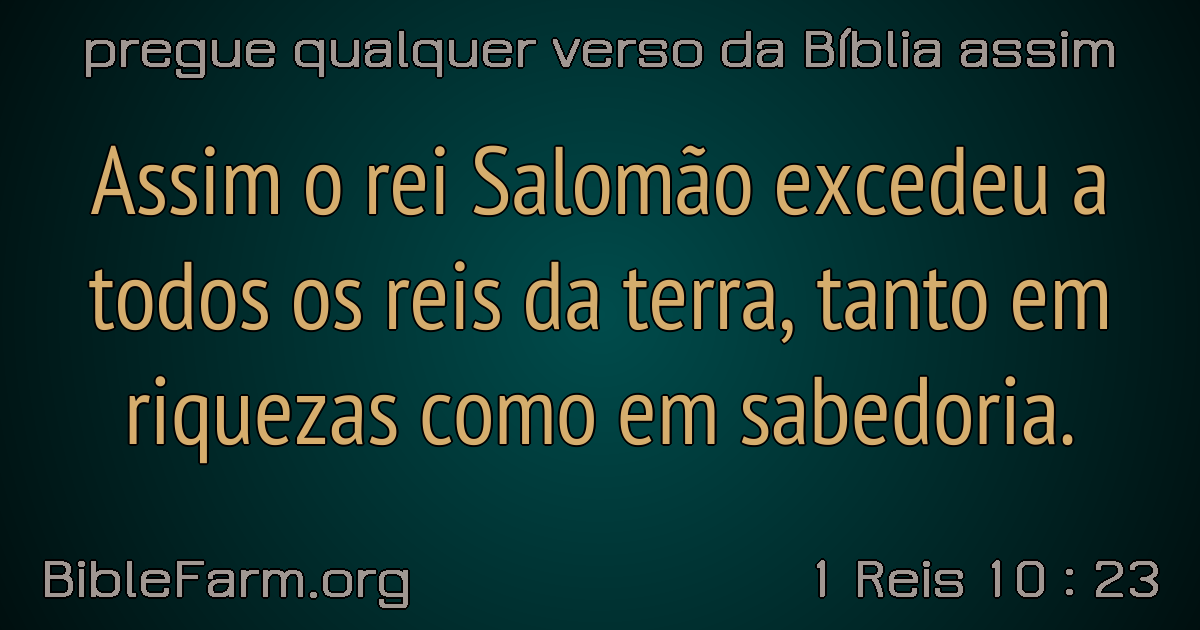 pregue qualquer verso da Bíblia assim
Assim o rei Salomão excedeu a
todos os reis da terra, tanto em
riquezas como em sabedoria.
BibleFarm.org
1 Reis 10 : 23